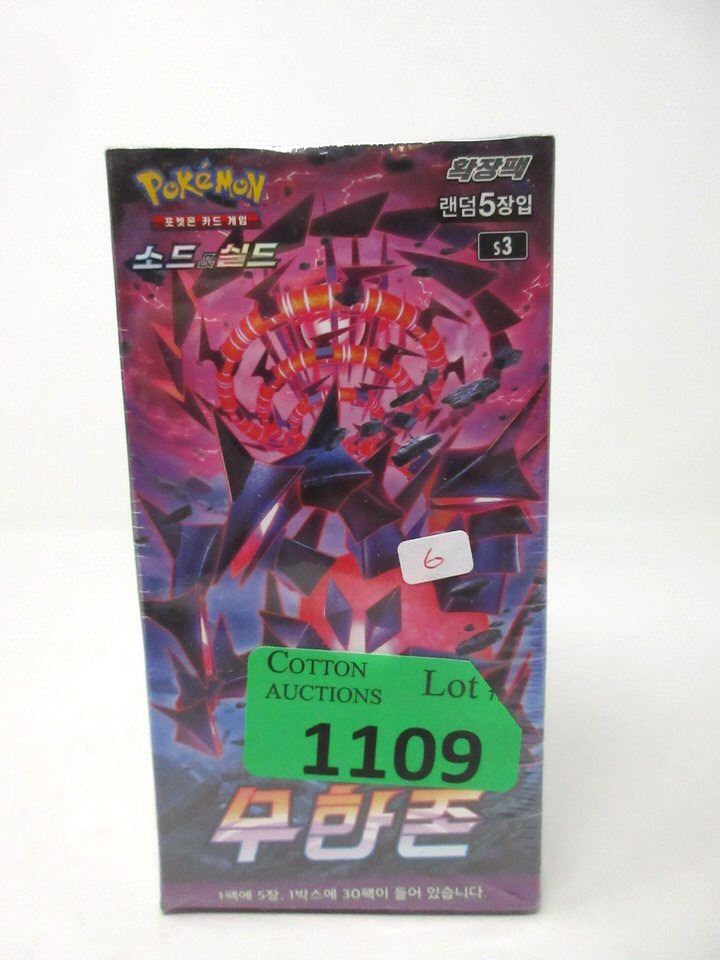 POKéMON
포켓몬 카드 게임
소드&실드
확장팩
랜덤5장입
s3
6
COTTON AUCTIONS
Lot
1109
무한존
1팩에 5장, 1박스에 30팩이 들어 있습니다.